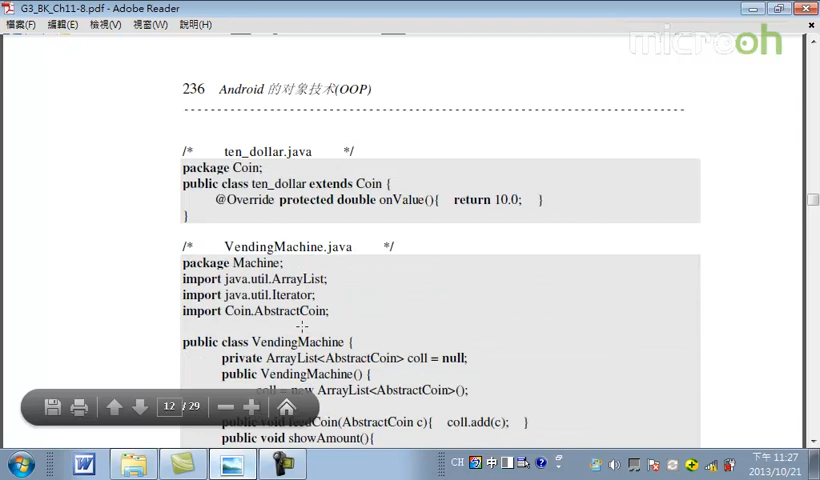 G3_BK_Ch11-8.pdf - Adobe Reader
檔案(F) 編輯(E) 檢視(V) 視窗(W) 說明(H)
microoh
236 Android 的对象技术(OOP)
/* ten_dollar.java */
package Coin;
public class ten_dollar extends Coin {
@Override protected double onValue(){ return 10.0; }
}
/* VendingMachine.java */
package Machine;
import java.util.ArrayList;
import java.util.Iterator;
import Coin.AbstractCoin;
public class VendingMachine {
private ArrayList<AbstractCoin> coll = null;
public VendingMachine() {
coll = new ArrayList<AbstractCoin>();
12 / 29
public void feedCoin(AbstractCoin c){ coll.add(c); }
public void showAmount(){
CH 中
下午 11:27
2013/10/21